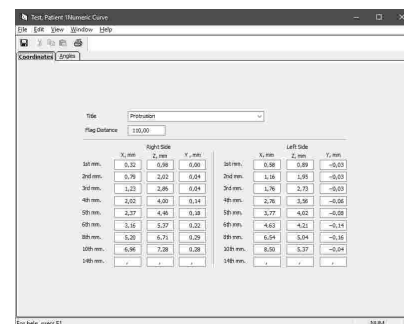 Test, Patient 1Numeric Curve
File Edit View Window Help
Coordinates Angles
Title Protrusion
Flag Distance 110,00
Right Side Left Side
X, mm Z, mm Y, mm X, mm Z, mm Y, mm
1st mm. 0,32 0,98 0,00 1st mm. 0,58 0,89 -0,03
2nd mm. 0,79 2,02 0,04 2nd mm. 1,16 1,95 -0,03
3rd mm. 1,23 2,86 0,04 3rd mm. 1,76 2,73 -0,03
4th mm. 2,02 4,00 0,14 4th mm. 2,76 3,56 -0,06
5th mm. 2,37 4,46 0,18 5th mm. 3,77 4,02 -0,08
6th mm. 3,16 5,37 0,22 6th mm. 4,63 4,21 -0,14
8th mm. 5,20 6,71 0,29 8th mm. 6,54 5,04 -0,16
10th mm. 6,96 7,28 0,28 10th mm. 8,50 5,37 -0,04
14th mm. , , , 14th mm. , , ,
For help, press F1